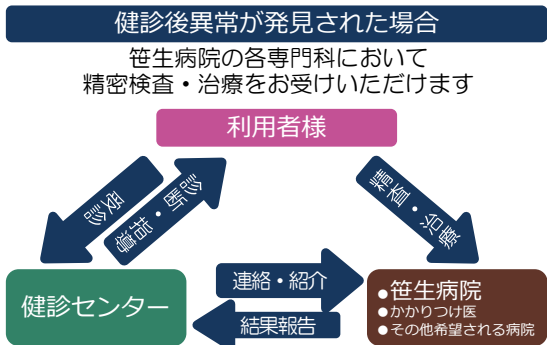 健診後異常が発見された場合
笹生病院の各専門科において
精密検査・治療をお受けいただけます
利用者様
受診
診断・指導
精査・治療
健診センター
連絡・紹介
結果報告
●笹生病院
●かかりつけ医
●その他希望される病院